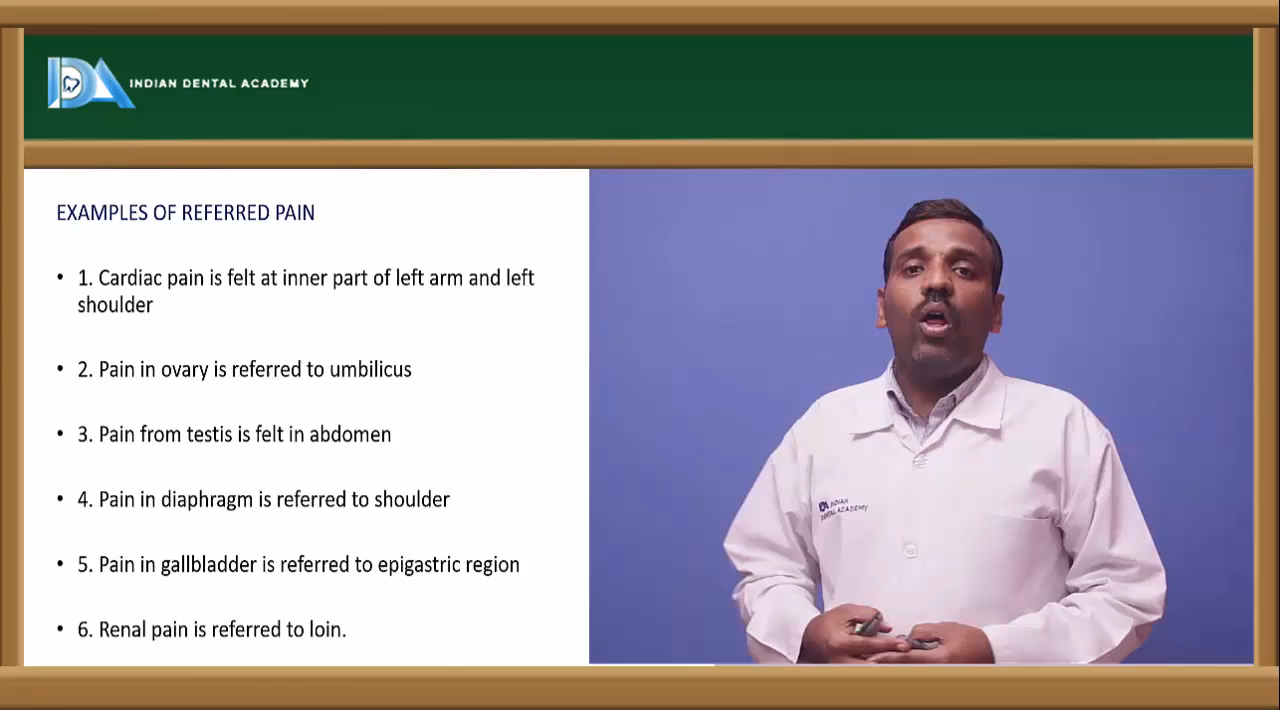 INDIAN DENTAL ACADEMY
EXAMPLES OF REFERRED PAIN
• 1. Cardiac pain is felt at inner part of left arm and left
shoulder
• 2. Pain in ovary is referred to umbilicus
• 3. Pain from testis is felt in abdomen
• 4. Pain in diaphragm is referred to shoulder
• 5. Pain in gallbladder is referred to epigastric region
• 6. Renal pain is referred to loin.
INDIAN
DENTAL ACADEMY